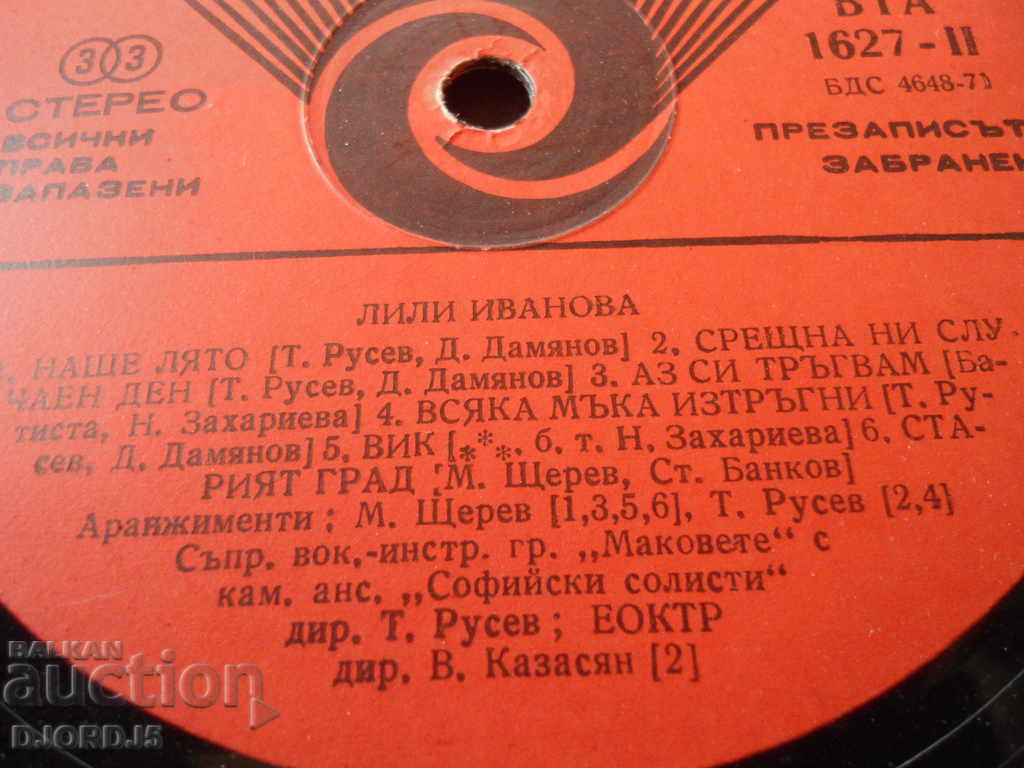 33
СТЕРЕО
ВСИЧНИ
ПРАВА
ЗАПАЗЕНИ
ВТА
1627-II
БДС 4648-71
ПРЕЗАПИСЪТ
ЗАБРАНЕН
ЛИЛИ ИВАНОВА
НАШЕ ЛЯТО [Т. Русев, Д. Дамянов] 2. СРЕЩНА НИ СЛУ-
ЧАЕН ДЕН [Т. Русев, Д. Дамянов] 3. АЗ СИ ТРЪГВАМ [Ба-
тиста, Н. Захариева] 4. ВСЯКА МЪКА ИЗТРЪГНИ [Т. Ру-
сев, Д. Дамянов] 5. ВИК [***, б. т. Н. Захариева] 6. СТА-
РИЯТ ГРАД [М. Щерев, Ст. Банков]
Аранжименти; М. Щерев [1,3,5,6], Т. Русев [2,4]
Съпр. вок.-инстр. гр. „Маковете“ с
кам. анс. „Софийски солисти“
дир. Т. Русев; ЕОКТР
дир. В. Казасян [2]
BALKAN
auction
DJORDJ5